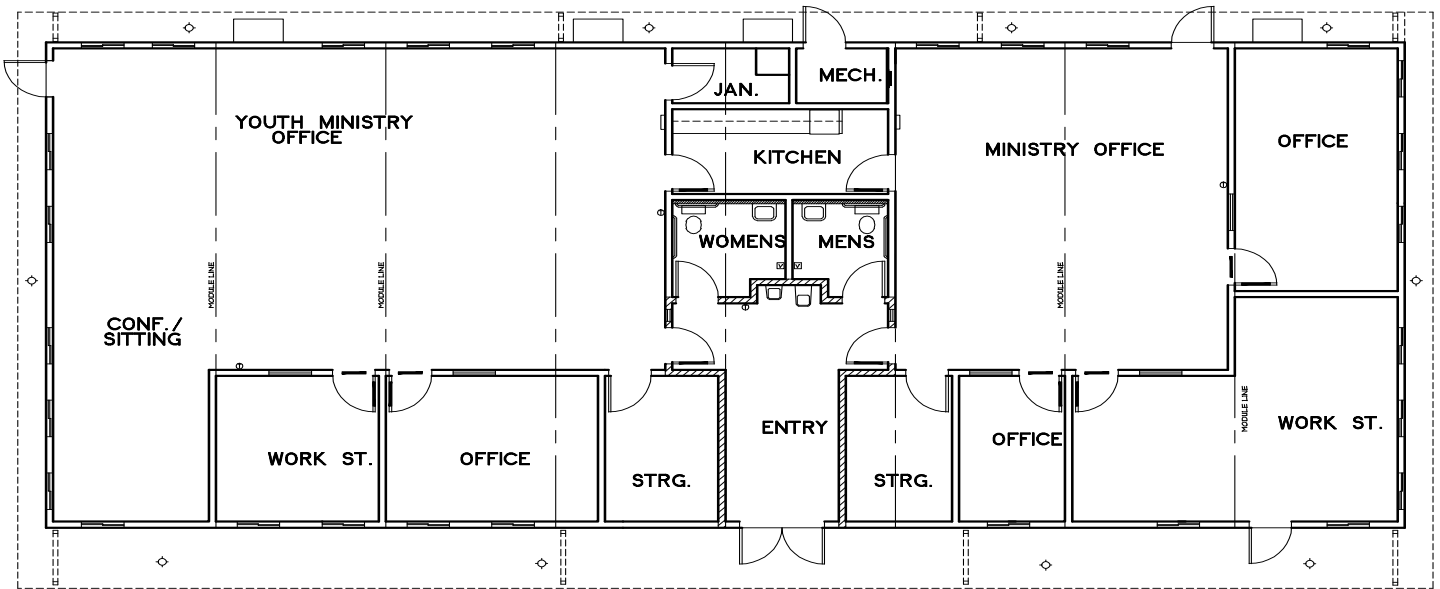 JAN.
MECH.
YOUTH MINISTRY
OFFICE
KITCHEN
MINISTRY OFFICE
OFFICE
WOMENS
MENS
MODULE LINE
MODULE LINE
MODULE LINE
CONF./
SITTING
MODULE LINE
WORK ST.
OFFICE
STRG.
ENTRY
STRG.
OFFICE
WORK ST.